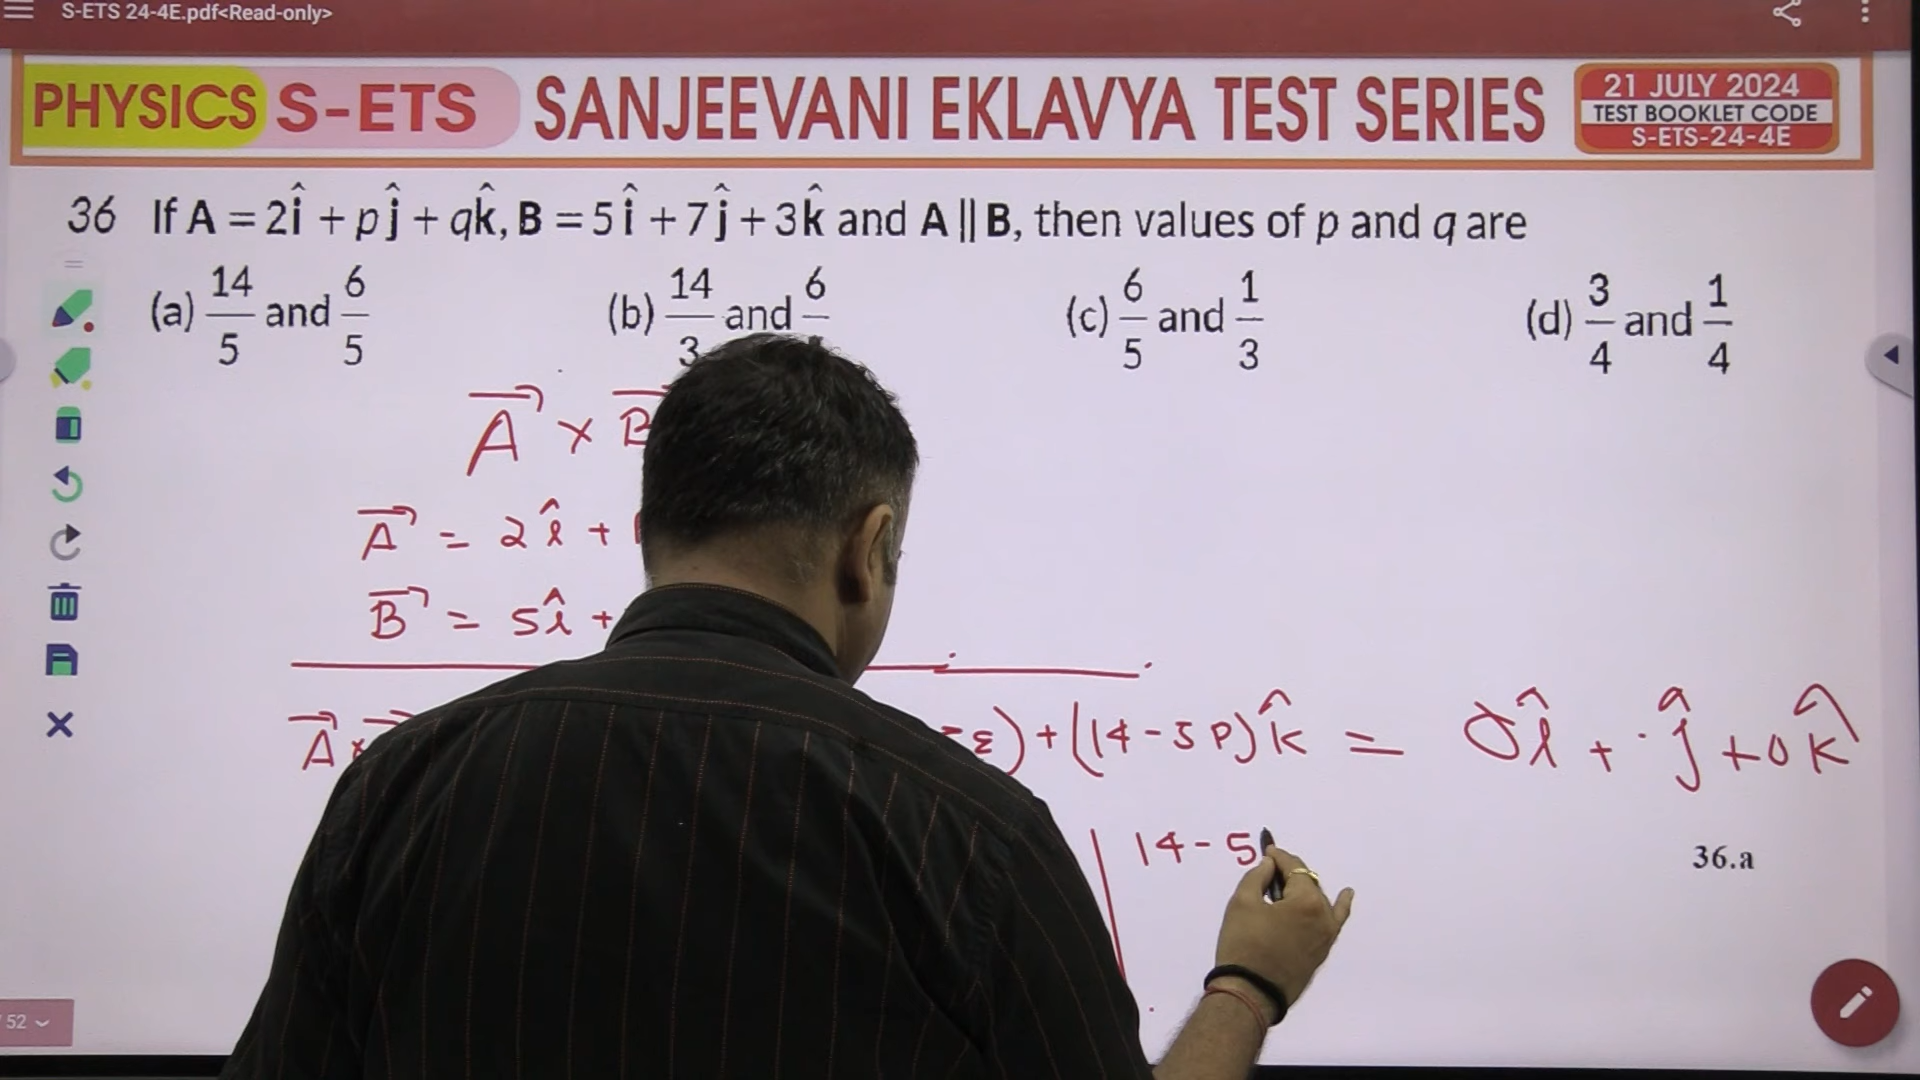 S-ETS 24-4E.pdf<Read-only>
PHYSICS S-ETS SANJEEVANI EKLAVYA TEST SERIES
21 JULY 2024
TEST BOOKLET CODE
S-ETS-24-4E
36 If A = 2î + pĵ + qk̂, B = 5î + 7ĵ + 3k̂ and A || B, then values of p and q are
(a) 14/5 and 6/5 (b) 14/3 and 6/ (c) 6/5 and 1/3 (d) 3/4 and 1/4
A⃗ × B
A⃗ = 2î +
B⃗ = 5î +
A⃗ × ) + (14 - 5P)k̂ = 0î + ĵ + 0k̂
14 - 5
36.a
52